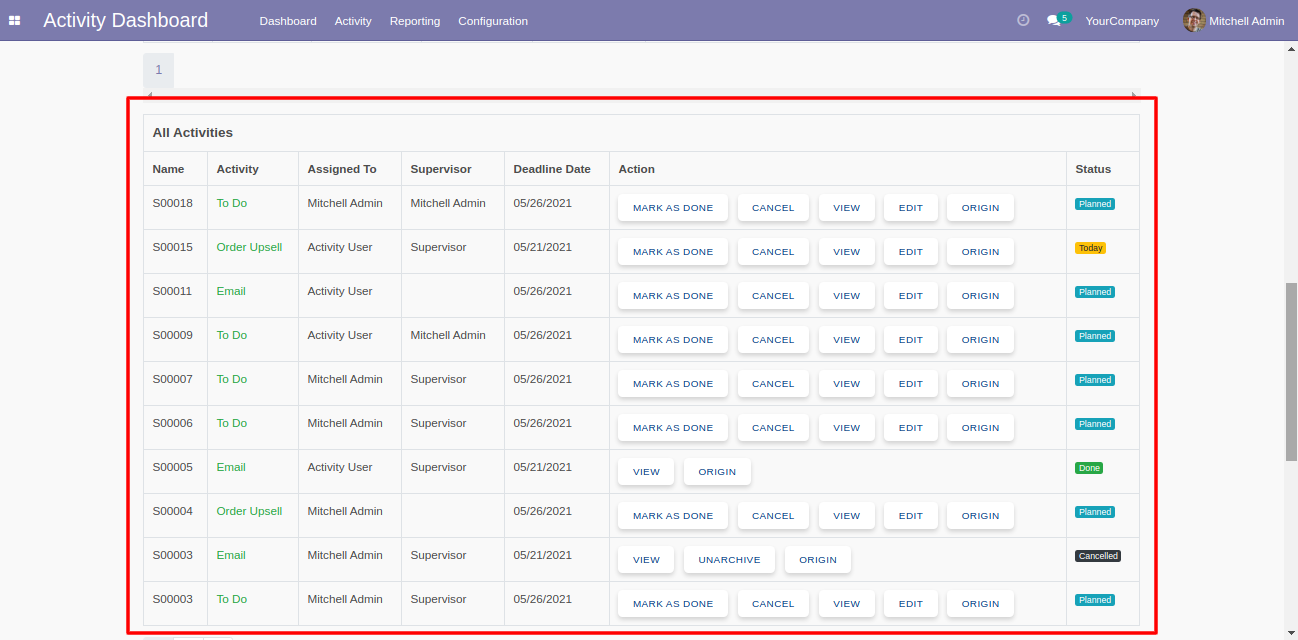 Activity Dashboard Dashboard Activity Reporting Configuration 5 YourCompany Mitchell Admin
1
All Activities
Name Activity Assigned To Supervisor Deadline Date Action Status
S00018 To Do Mitchell Admin Mitchell Admin 05/26/2021 MARK AS DONE CANCEL VIEW EDIT ORIGIN Planned
S00015 Order Upsell Activity User Supervisor 05/21/2021 MARK AS DONE CANCEL VIEW EDIT ORIGIN Today
S00011 Email Activity User 05/26/2021 MARK AS DONE CANCEL VIEW EDIT ORIGIN Planned
S00009 To Do Activity User Mitchell Admin 05/26/2021 MARK AS DONE CANCEL VIEW EDIT ORIGIN Planned
S00007 To Do Mitchell Admin Supervisor 05/26/2021 MARK AS DONE CANCEL VIEW EDIT ORIGIN Planned
S00006 To Do Mitchell Admin Supervisor 05/26/2021 MARK AS DONE CANCEL VIEW EDIT ORIGIN Planned
S00005 Email Activity User Supervisor 05/21/2021 VIEW ORIGIN Done
S00004 Order Upsell Mitchell Admin 05/26/2021 MARK AS DONE CANCEL VIEW EDIT ORIGIN Planned
S00003 Email Mitchell Admin Supervisor 05/21/2021 VIEW UNARCHIVE ORIGIN Cancelled
S00003 To Do Mitchell Admin Supervisor 05/26/2021 MARK AS DONE CANCEL VIEW EDIT ORIGIN Planned